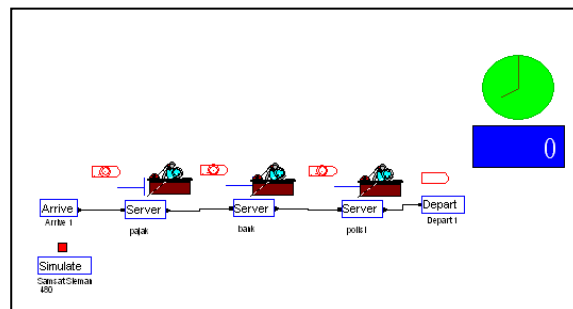 0
Arrive
Arrive 1
Server
pajak
Server
bank
Server
polisi
Depart
Depart 1
Simulate
Samsat Sleman
480